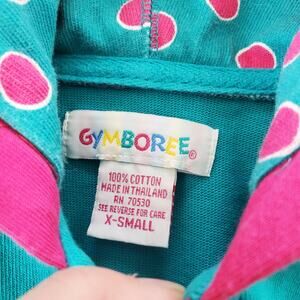 GYMBOREE®
100% COTTON
MADE IN THAILAND
RN 70530
SEE REVERSE FOR CARE
X-SMALL